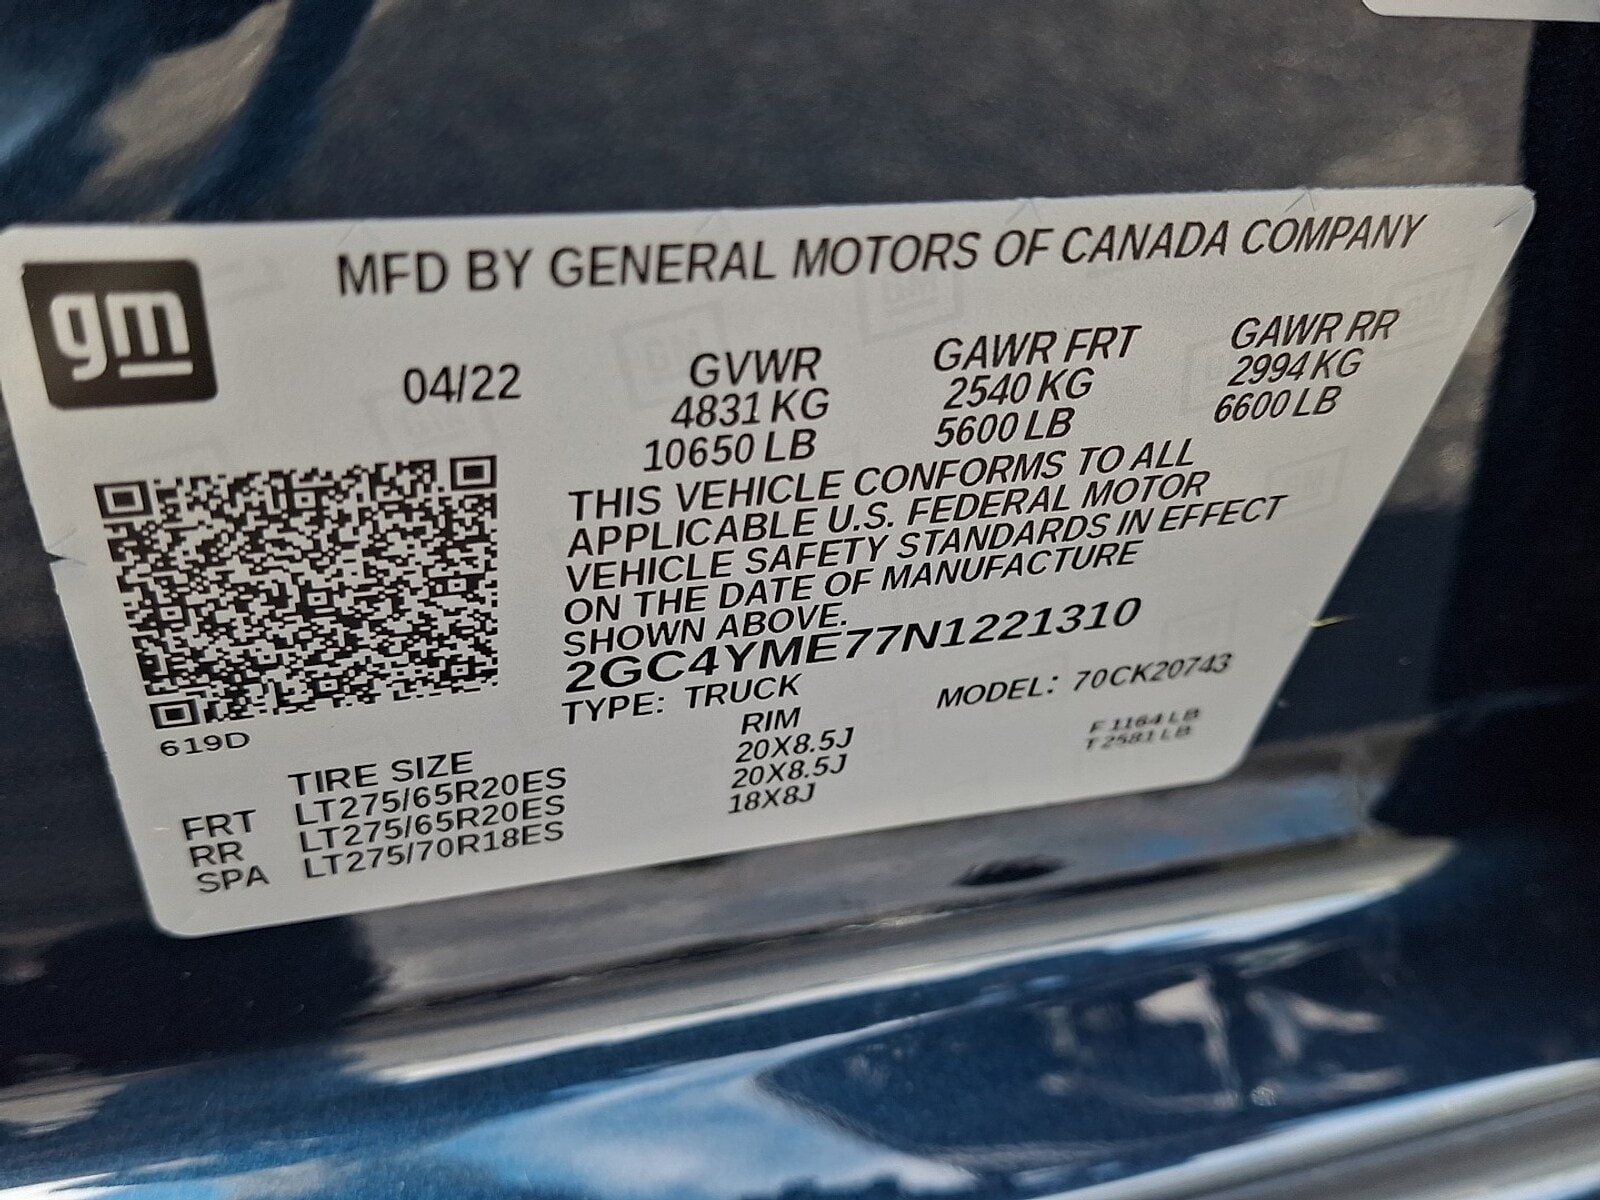 gm
MFD BY GENERAL MOTORS OF CANADA COMPANY
04/22 GVWR GAWR FRT GAWR RR
4831 KG 2540 KG 2994 KG
10650 LB 5600 LB 6600 LB
THIS VEHICLE CONFORMS TO ALL
APPLICABLE U.S. FEDERAL MOTOR
VEHICLE SAFETY STANDARDS IN EFFECT
ON THE DATE OF MANUFACTURE
SHOWN ABOVE.
2GC4YME77N1221310
TYPE: TRUCK MODEL: 70CK20743
619D
TIRE SIZE RIM
FRT LT275/65R20ES 20X8.5J
RR LT275/65R20ES 20X8.5J
SPA LT275/70R18ES 18X8J
F 1164 LB
T 2581 LB